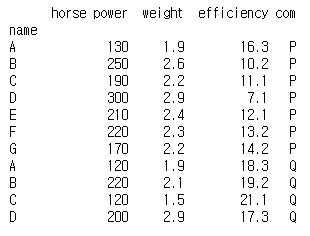 horse power weight efficiency com
name
A 130 1.9 16.3 P
B 250 2.6 10.2 P
C 190 2.2 11.1 P
D 300 2.9 7.1 P
E 210 2.4 12.1 P
F 220 2.3 13.2 P
G 170 2.2 14.2 P
A 120 1.9 18.3 Q
B 220 2.1 19.2 Q
C 120 1.5 21.1 Q
D 200 2.9 17.3 Q